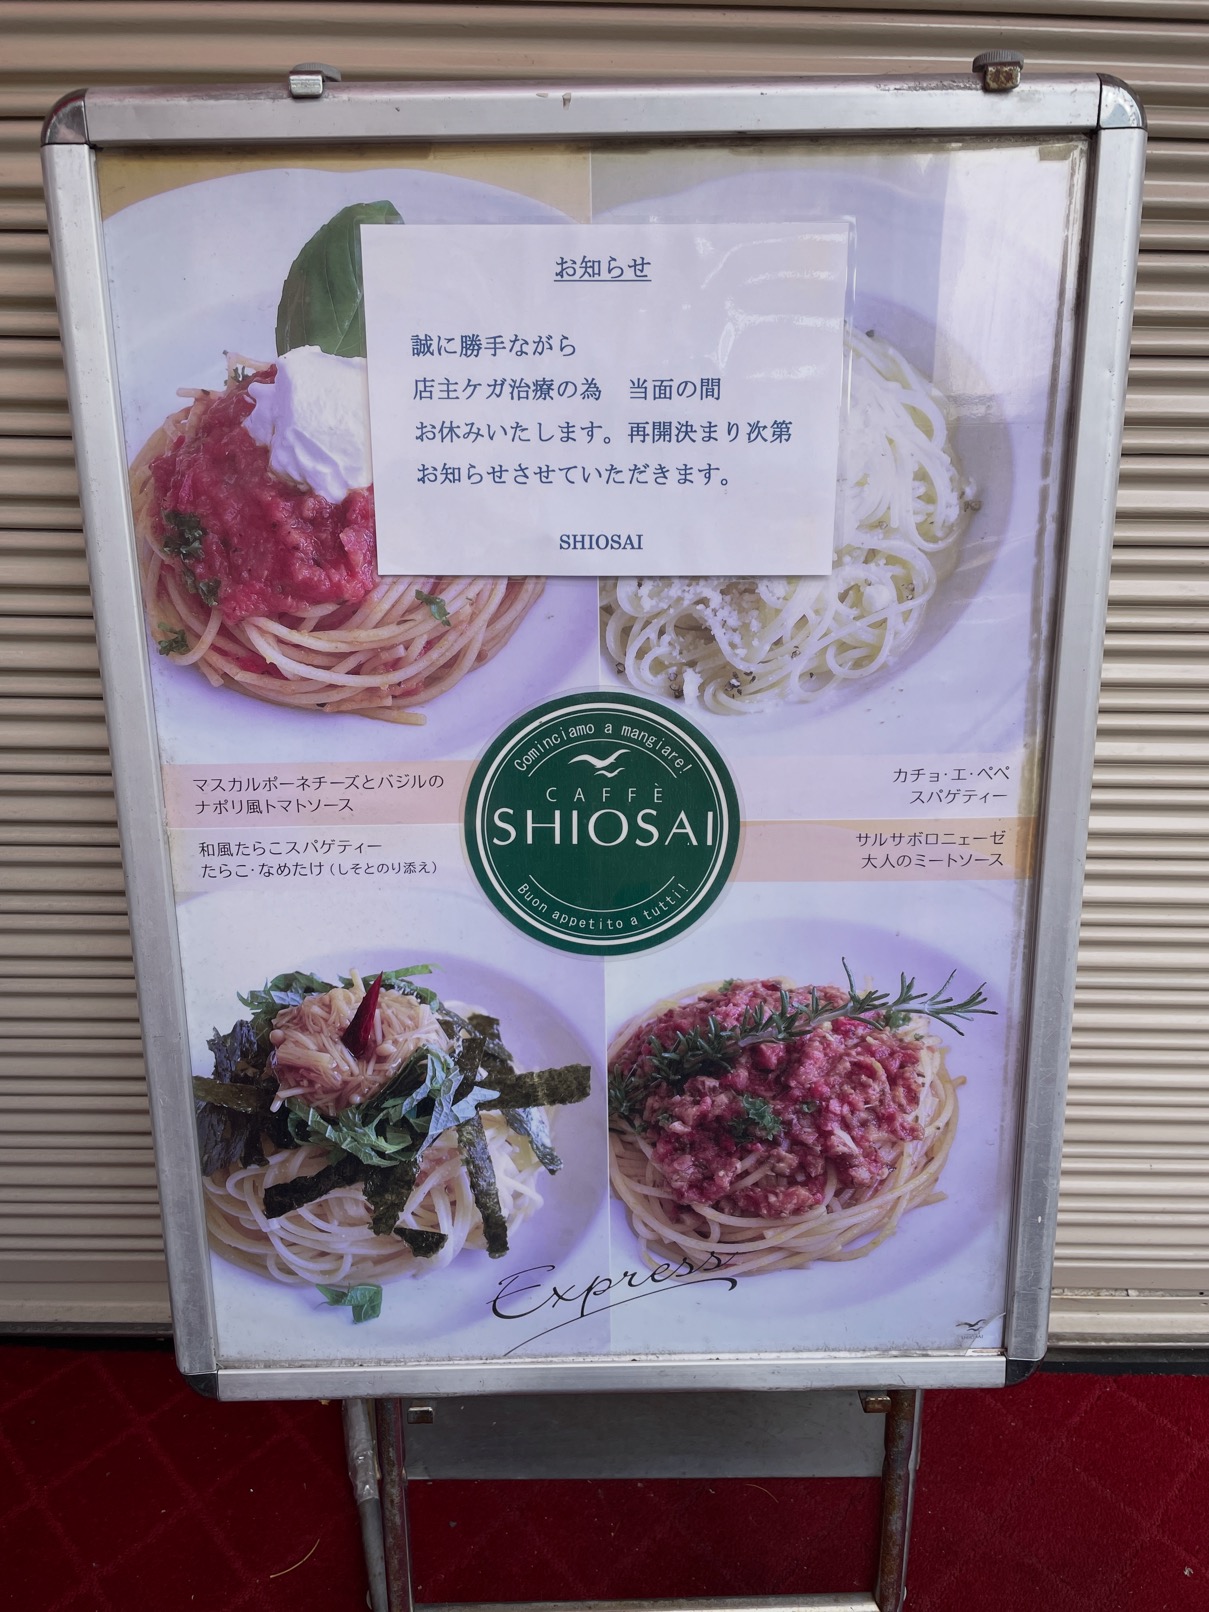 お知らせ
誠に勝手ながら
店主ケガ治療の為　当面の間
お休みいたします。再開決まり次第
お知らせさせていただきます。
SHIOSAI
Cominciamo a mangiare!
CAFFÈ
SHIOSAI
Buon appetito a tutti!
マスカルポーネチーズとバジルの
ナポリ風トマトソース
カチョ・エ・ペペ
スパゲティー
和風たらこスパゲティー
たらこ・なめたけ（しそとのり添え）
サルサボロニェーゼ
大人のミートソース
Express